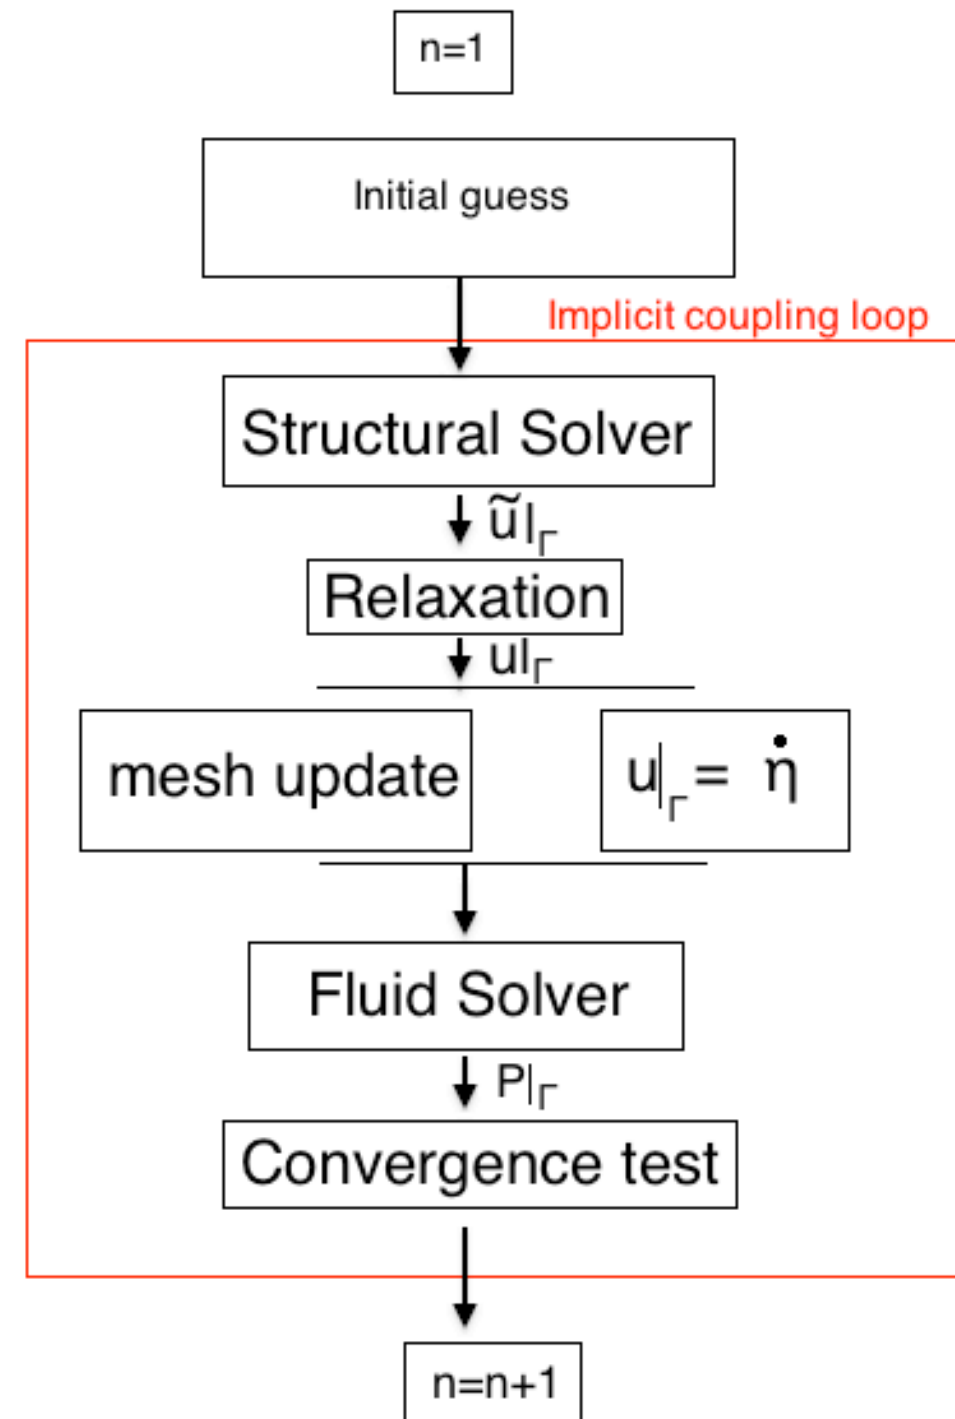 n=1
Initial guess
Implicit coupling loop
Structural Solver
ũ|Γ
Relaxation
u|Γ
mesh update
u|Γ = η̇
Fluid Solver
P|Γ
Convergence test
n=n+1